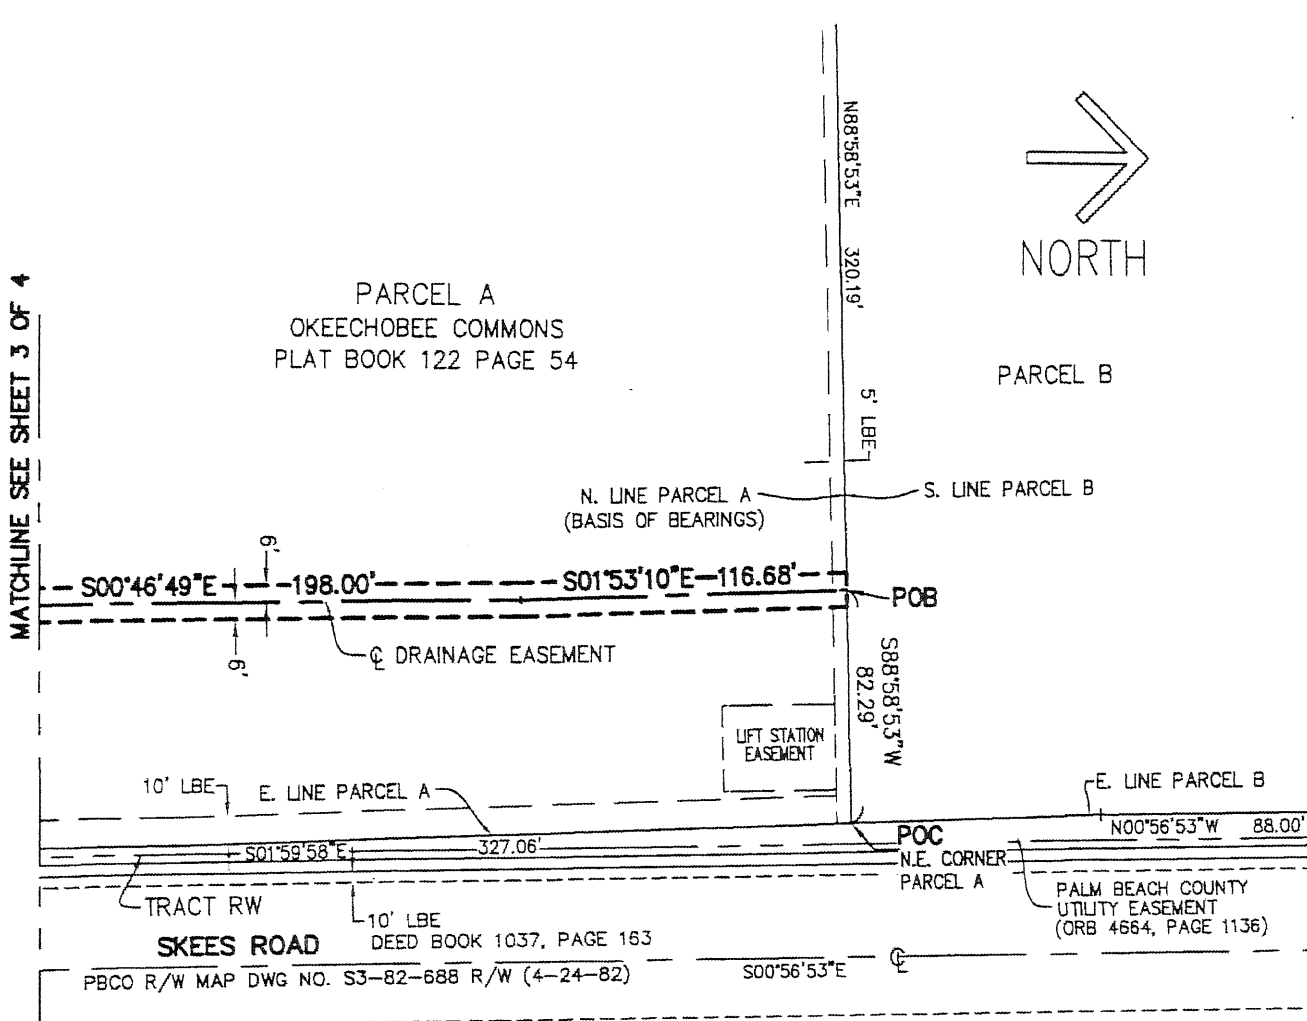 N88°58'53"E 320.19'
NORTH
MATCHLINE SEE SHEET 3 OF 4
PARCEL A
OKEECHOBEE COMMONS
PLAT BOOK 122 PAGE 54
PARCEL B
5' LBE
N. LINE PARCEL A
(BASIS OF BEARINGS)
S. LINE PARCEL B
6'
S00°46'49"E 198.00' S01°53'10"E 116.68'
POB
℄ DRAINAGE EASEMENT
6'
S88°58'53"W
82.29'
LIFT STATION
EASEMENT
10' LBE
E. LINE PARCEL A
E. LINE PARCEL B
N00°56'53"W 88.00'
POC
N.E. CORNER
PARCEL A
S01°59'58"E 327.06'
TRACT RW
PALM BEACH COUNTY
UTILITY EASEMENT
(ORB 4664, PAGE 1136)
10' LBE
DEED BOOK 1037, PAGE 163
SKEES ROAD
PBCO R/W MAP DWG NO. S3-82-688 R/W (4-24-82)
S00°56'53"E ℄